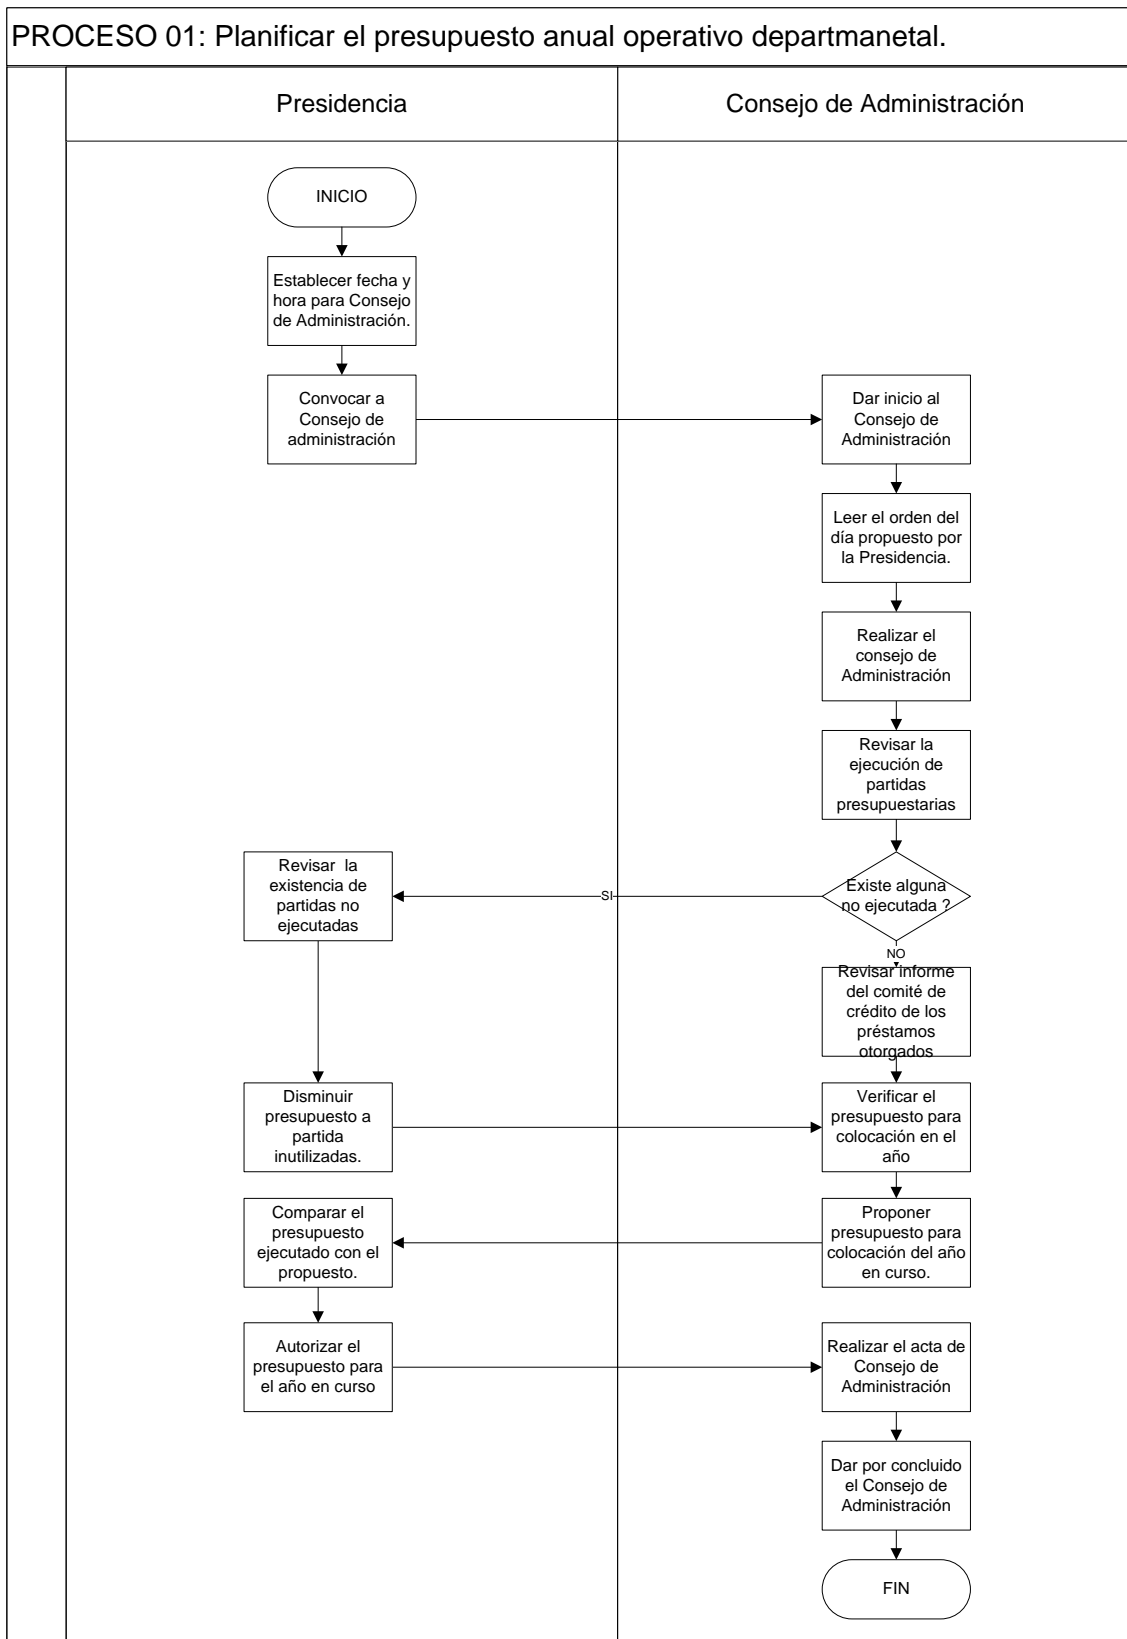 PROCESO 01: Planificar el presupuesto anual operativo departmanetal.
Presidencia
Consejo de Administración
INICIO
Establecer fecha y
hora para Consejo
de Administración.
Convocar a
Consejo de
administración
Dar inicio al
Consejo de
Administración
Leer el orden del
día propuesto por
la Presidencia.
Realizar el
consejo de
Administración
Revisar la
ejecución de
partidas
presupuestarias
Existe alguna
no ejecutada ?
SI
Revisar la
existencia de
partidas no
ejecutadas
NO
Revisar informe
del comité de
crédito de los
préstamos
otorgados
Disminuir
presupuesto a
partida
inutilizadas.
Verificar el
presupuesto para
colocación en el
año
Proponer
presupuesto para
colocación del año
en curso.
Comparar el
presupuesto
ejecutado con el
propuesto.
Autorizar el
presupuesto para
el año en curso
Realizar el acta de
Consejo de
Administración
Dar por concluido
el Consejo de
Administración
FIN